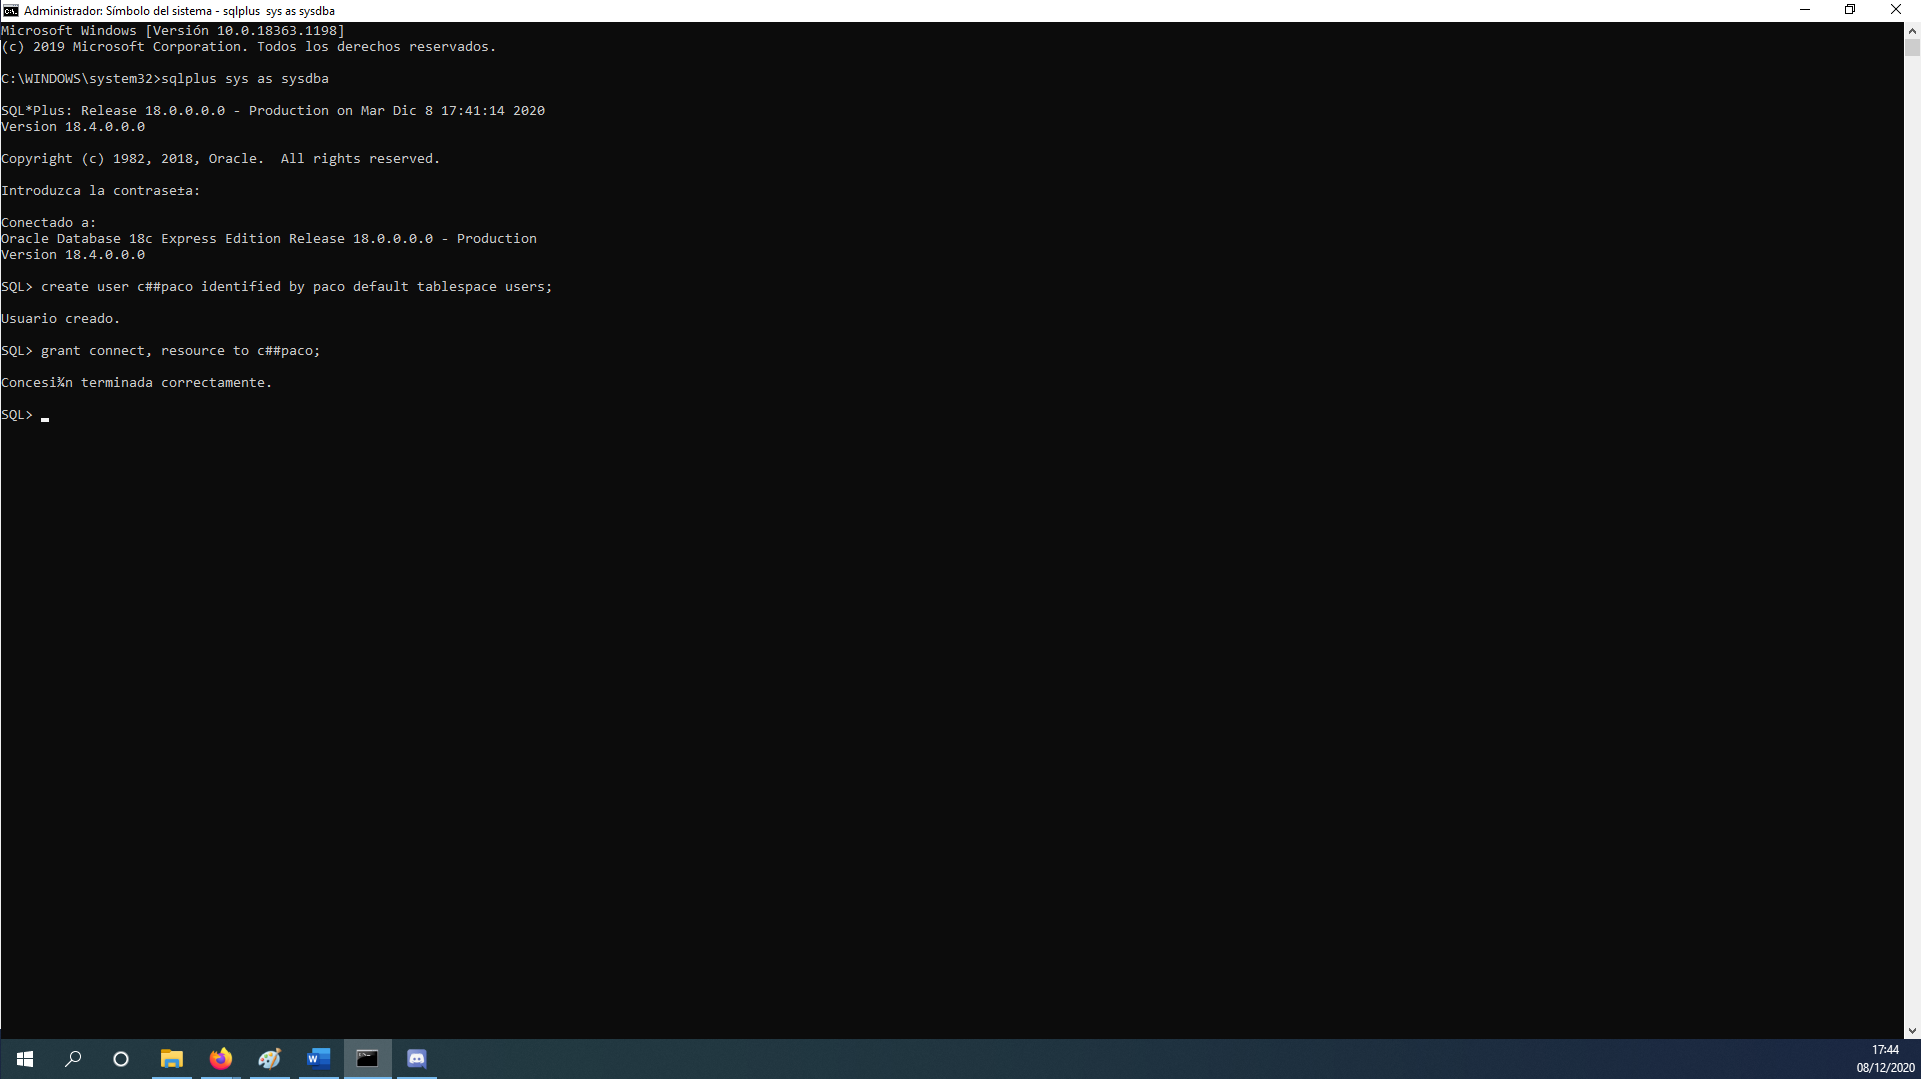 Administrador: Símbolo del sistema - sqlplus  sys as sysdba
Microsoft Windows [Versión 10.0.18363.1198]
(c) 2019 Microsoft Corporation. Todos los derechos reservados.
C:\WINDOWS\system32>sqlplus sys as sysdba
SQL*Plus: Release 18.0.0.0.0 - Production on Mar Dic 8 17:41:14 2020
Version 18.4.0.0.0
Copyright (c) 1982, 2018, Oracle.  All rights reserved.
Introduzca la contrase±a:
Conectado a:
Oracle Database 18c Express Edition Release 18.0.0.0.0 - Production
Version 18.4.0.0.0
SQL> create user c##paco identified by paco default tablespace users;
Usuario creado.
SQL> grant connect, resource to c##paco;
Concesi¾n terminada correctamente.
SQL>
17:44
08/12/2020